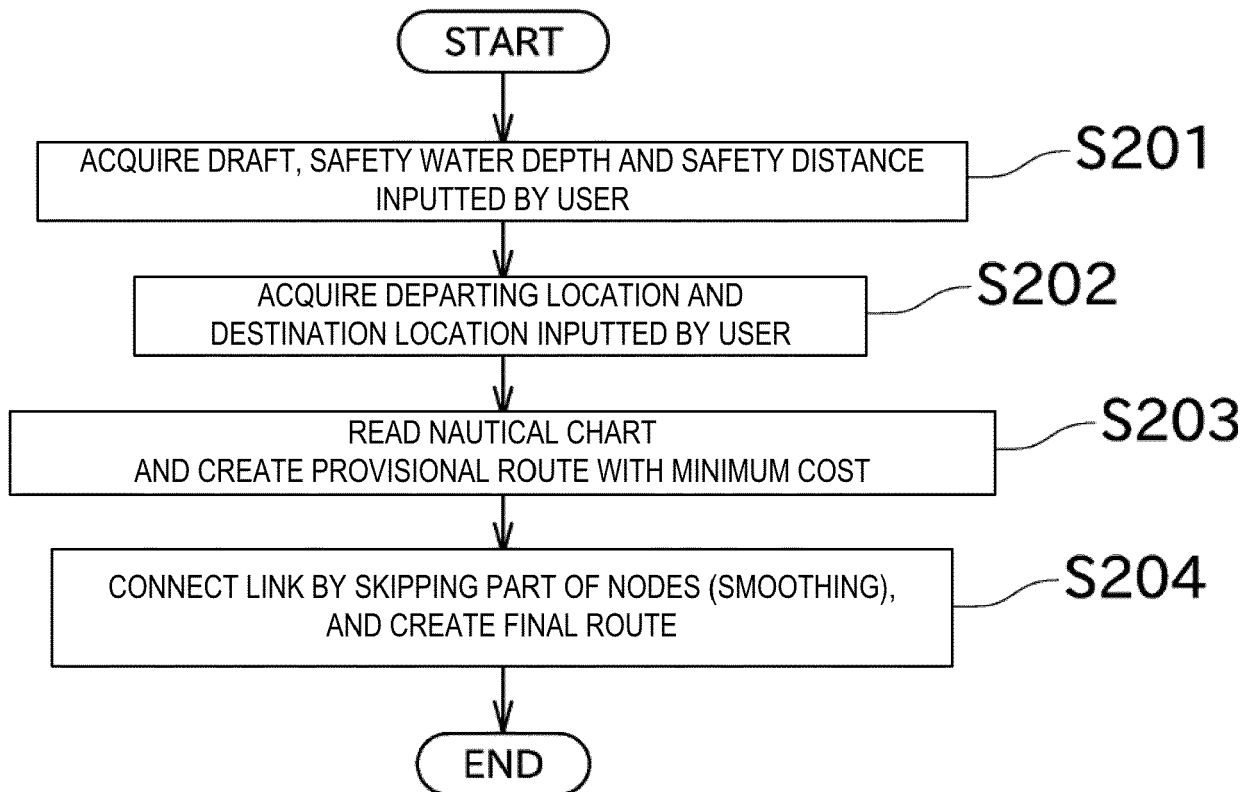 START
ACQUIRE DRAFT, SAFETY WATER DEPTH AND SAFETY DISTANCE
INPUTTED BY USER
S201
ACQUIRE DEPARTING LOCATION AND
DESTINATION LOCATION INPUTTED BY USER
S202
READ NAUTICAL CHART
AND CREATE PROVISIONAL ROUTE WITH MINIMUM COST
S203
CONNECT LINK BY SKIPPING PART OF NODES (SMOOTHING),
AND CREATE FINAL ROUTE
S204
END